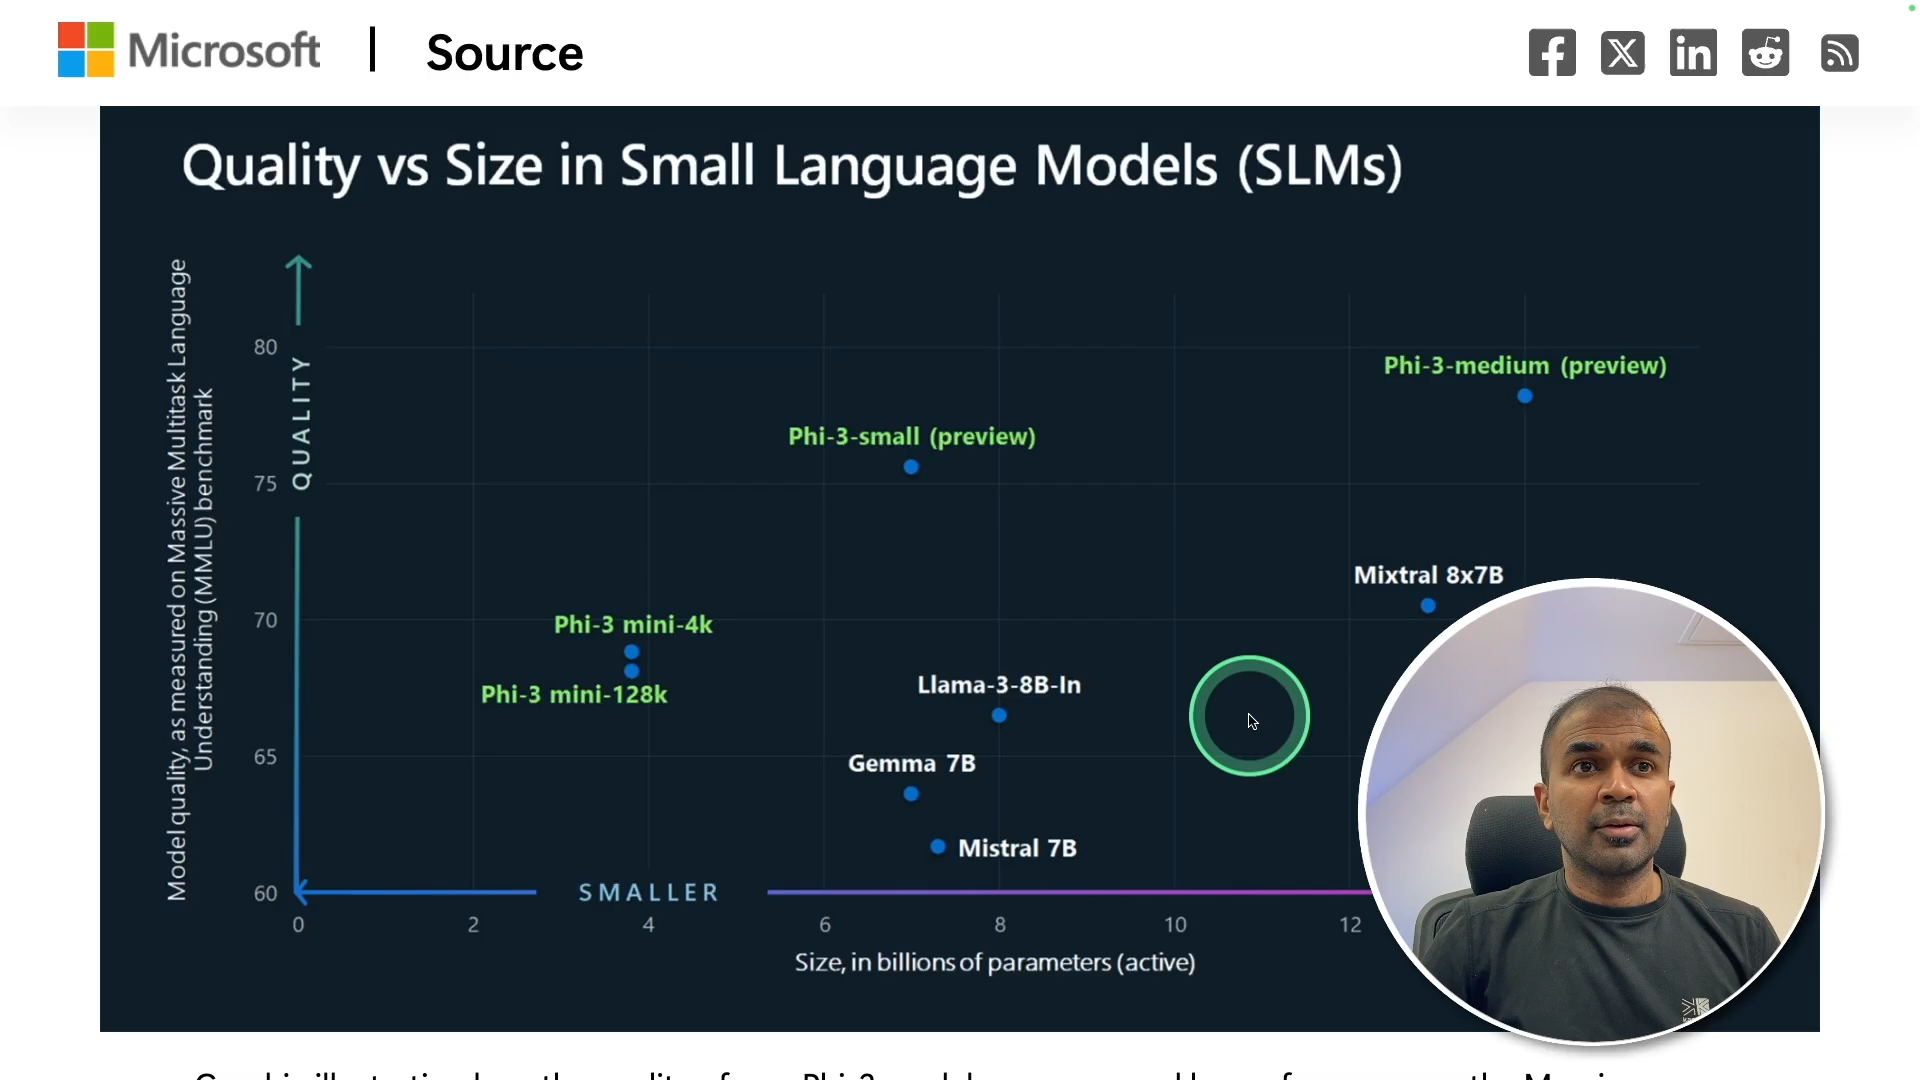 Microsoft | Source
Quality vs Size in Small Language Models (SLMs)
Model quality, as measured on Massive Multitask Language
Understanding (MMLU) benchmark
QUALITY
80
75
70
65
60
Phi-3-medium (preview)
Phi-3-small (preview)
Mixtral 8x7B
Phi-3 mini-4k
Phi-3 mini-128k
Llama-3-8B-In
Gemma 7B
Mistral 7B
SMALLER
0 2 4 6 8 10 12
Size, in billions of parameters (active)